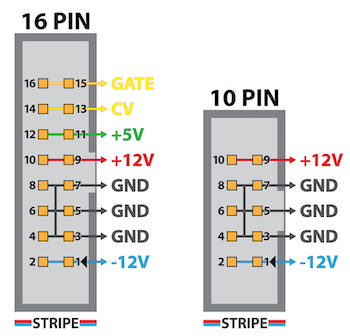 16 PIN
16 15 GATE
14 13 CV
12 11 +5V
10 9 +12V
8 7 GND
6 5 GND
4 3 GND
2 1 -12V
STRIPE
10 PIN
10 9 +12V
8 7 GND
6 5 GND
4 3 GND
2 1 -12V
STRIPE